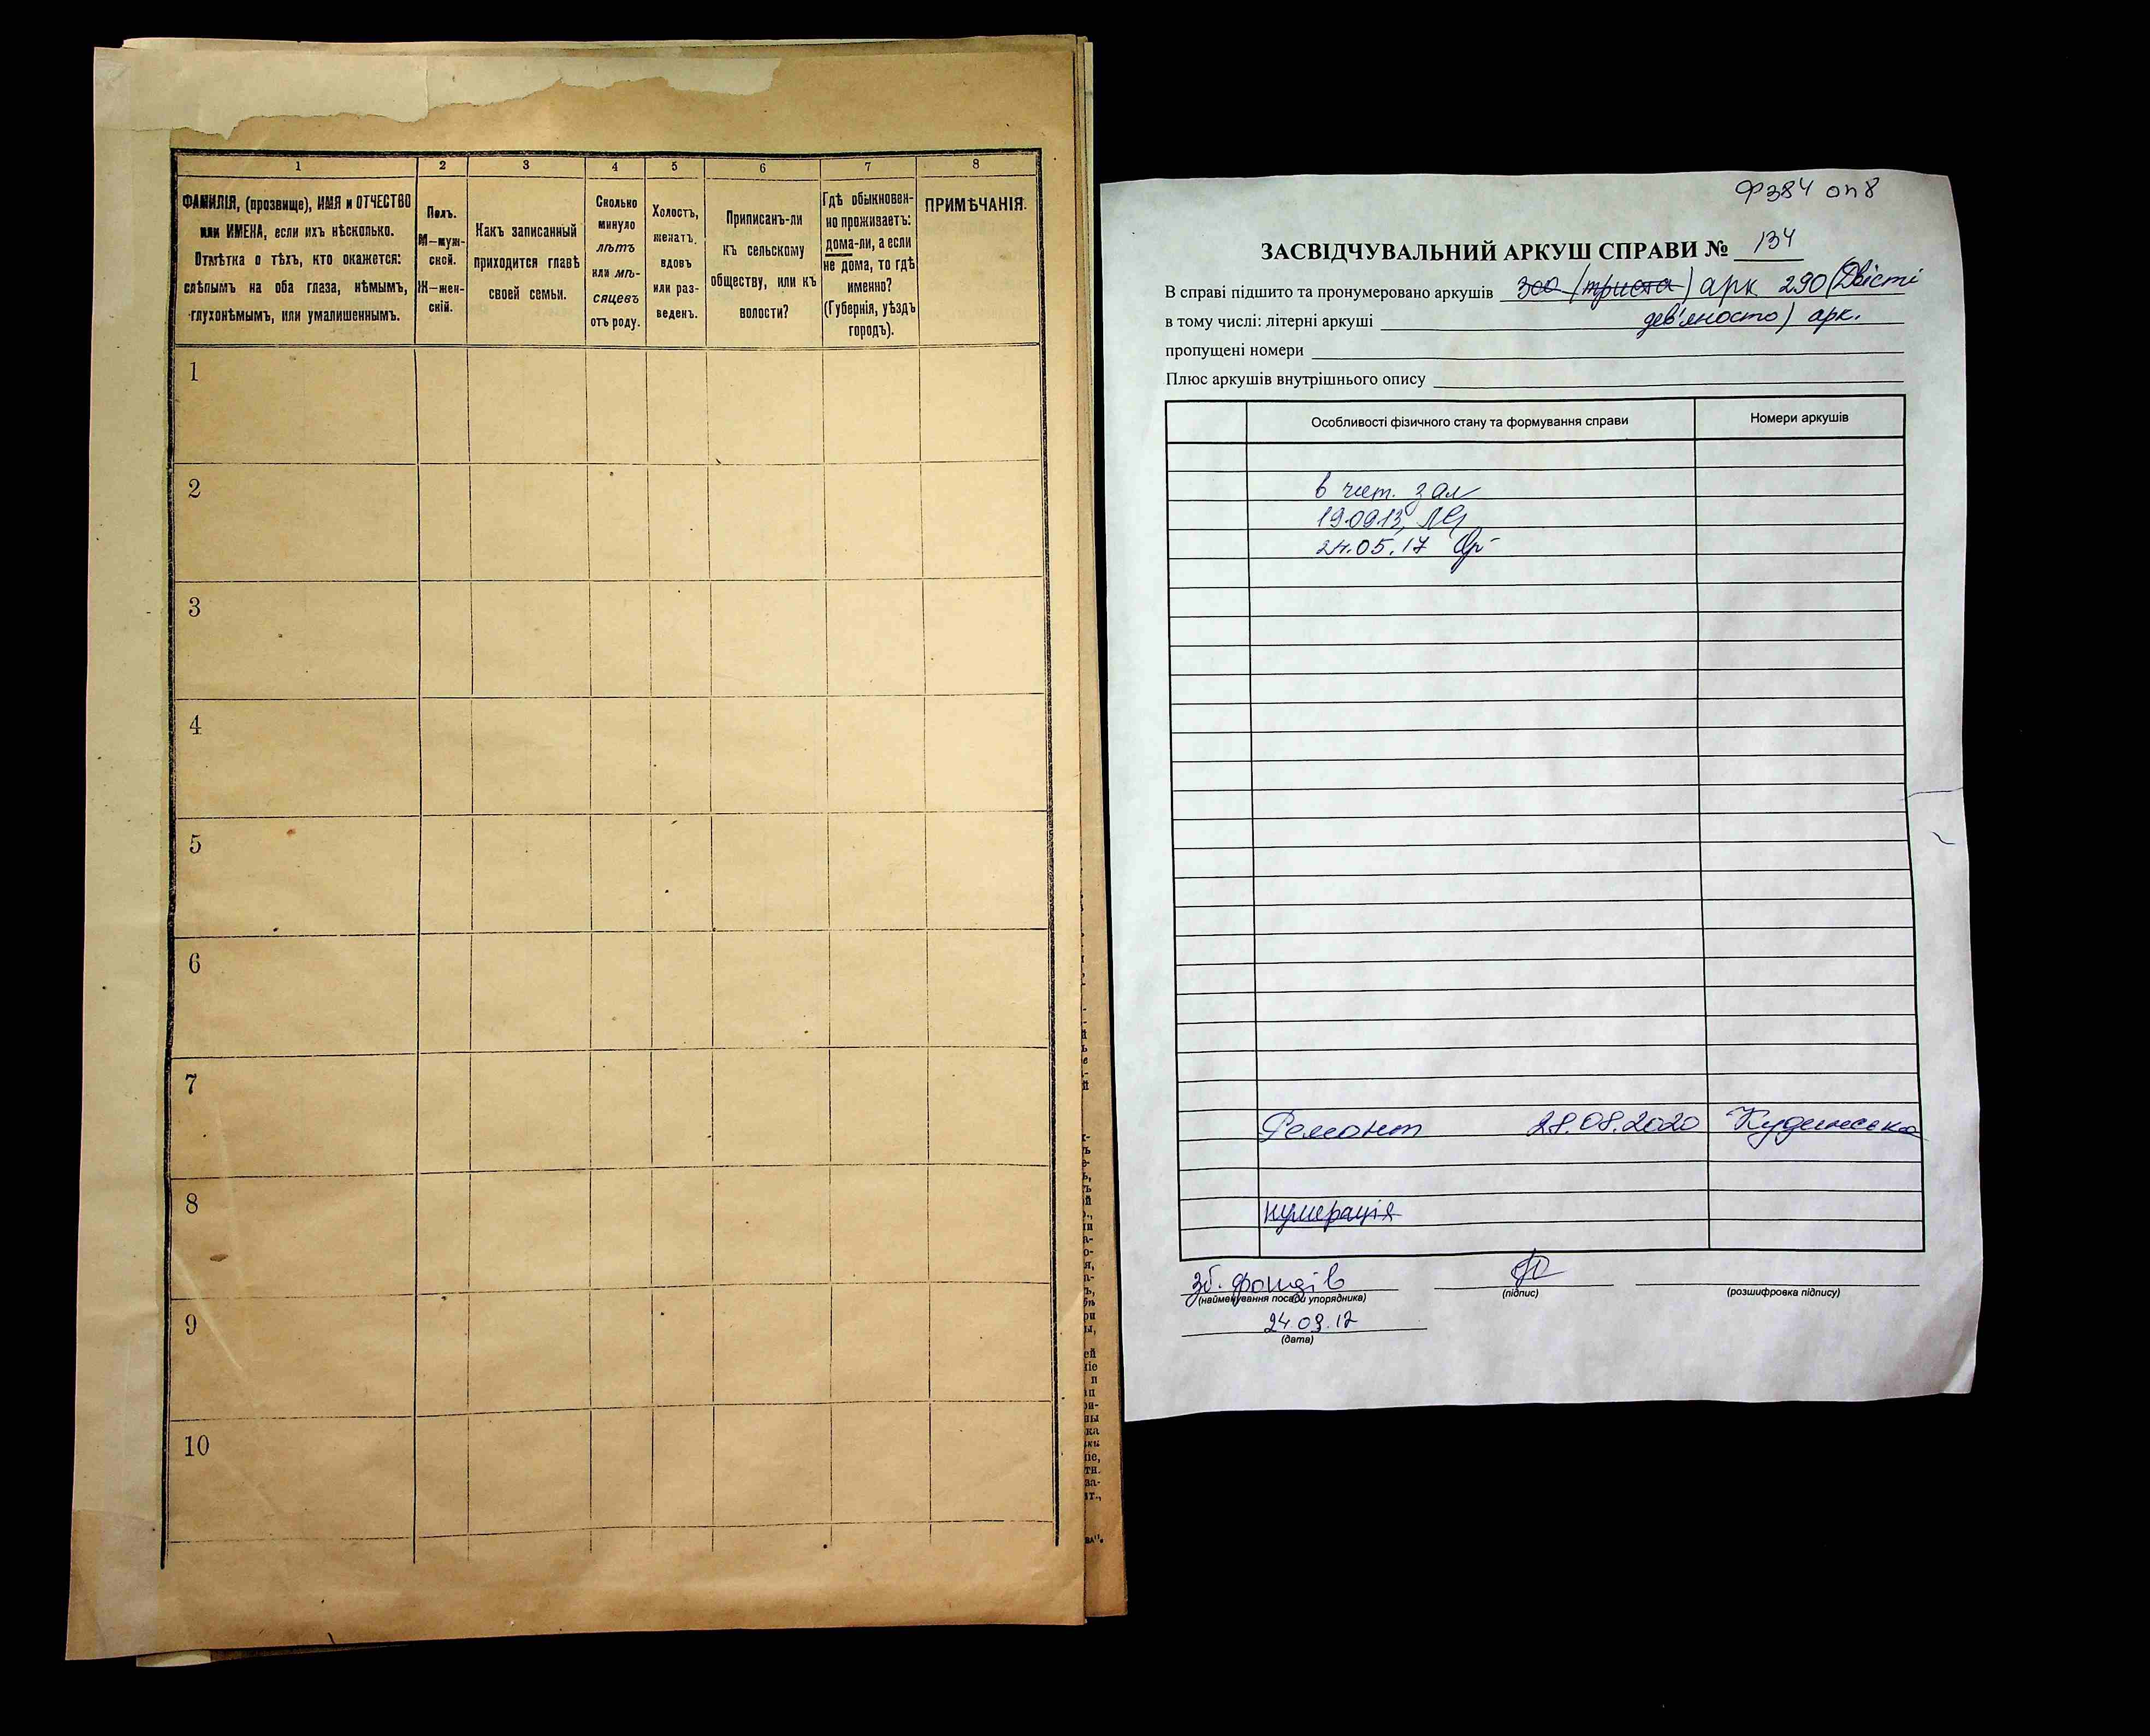 1 2 3 4 5 6 7 8
ФАМИЛІЯ, (прозвище), ИМЯ и ОТЧЕСТВО
или ИМЕНА, если ихъ нѣсколько.
Отмѣтка о тѣхъ, кто окажется:
слѣпымъ на оба глаза, нѣмымъ,
глухонѣмымъ, или умалишеннымъ.
Полъ.
М—муж-
ской.
Ж—жен-
скій.
Какъ записанный
приходится главѣ
своей семьи.
Сколько
минуло
лѣтъ
или мѣ-
сяцевъ
отъ роду.
Холостъ,
женатъ,
вдовъ
или раз-
веденъ.
Приписанъ-ли
къ сельскому
обществу, или къ
волости?
Гдѣ обыкновен-
но проживаетъ:
дома-ли, а если
не дома, то гдѣ
именно?
(Губернія, уѣздъ
городъ).
ПРИМѢЧАНІЯ.
1
2
3
4
5
6
7
8
9
10
Ф384 оп8
ЗАСВІДЧУВАЛЬНИЙ АРКУШ СПРАВИ № 134
В справі підшито та пронумеровано аркушів 300 (триста) арк 290 (Двісті
в тому числі: літерні аркуші дев'яносто) арк.
пропущені номери
Плюс аркушів внутрішнього опису
Особливості фізичного стану та формування справи Номери аркушів
в чит. зал
19.09.13
24.05.17
Ремонт 28.08.2020 Кудинська
нумерація
зб. фондів
(найменування посади упорядника) (підпис) (розшифровка підпису)
24.09.12
(дата)